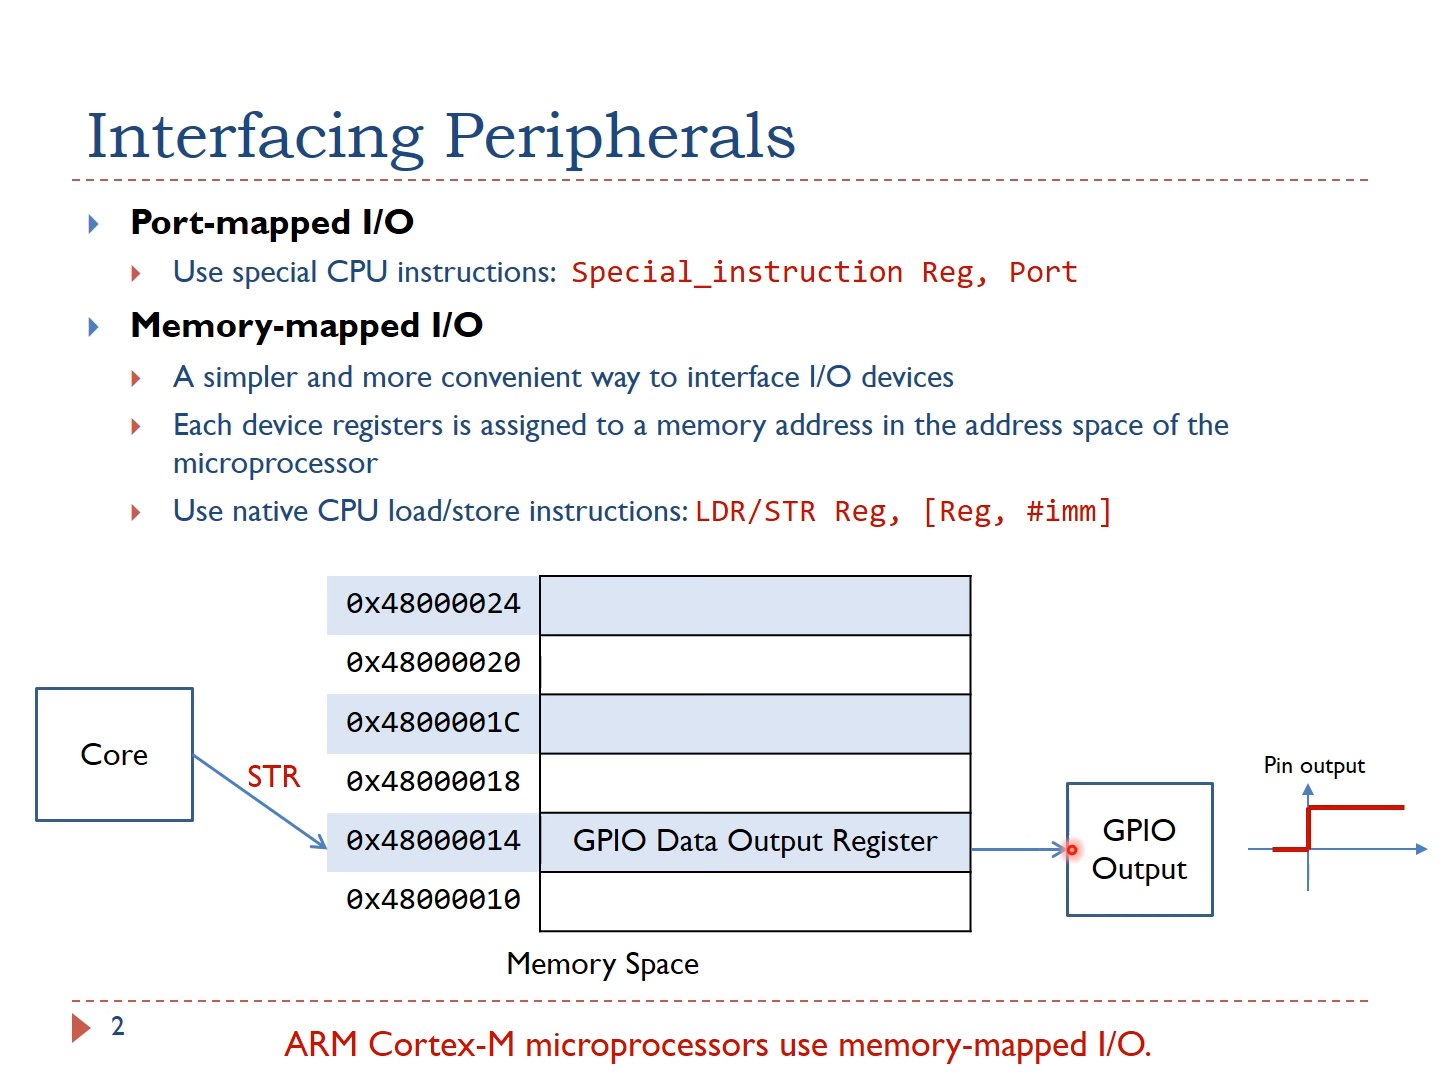 Interfacing Peripherals
Port-mapped I/O
Use special CPU instructions: Special_instruction Reg, Port
Memory-mapped I/O
A simpler and more convenient way to interface I/O devices
Each device registers is assigned to a memory address in the address space of the
microprocessor
Use native CPU load/store instructions: LDR/STR Reg, [Reg, #imm]
0x48000024
0x48000020
0x4800001C
0x48000018
0x48000014 GPIO Data Output Register
0x48000010
Memory Space
Core
STR
GPIO
Output
Pin output
2
ARM Cortex-M microprocessors use memory-mapped I/O.